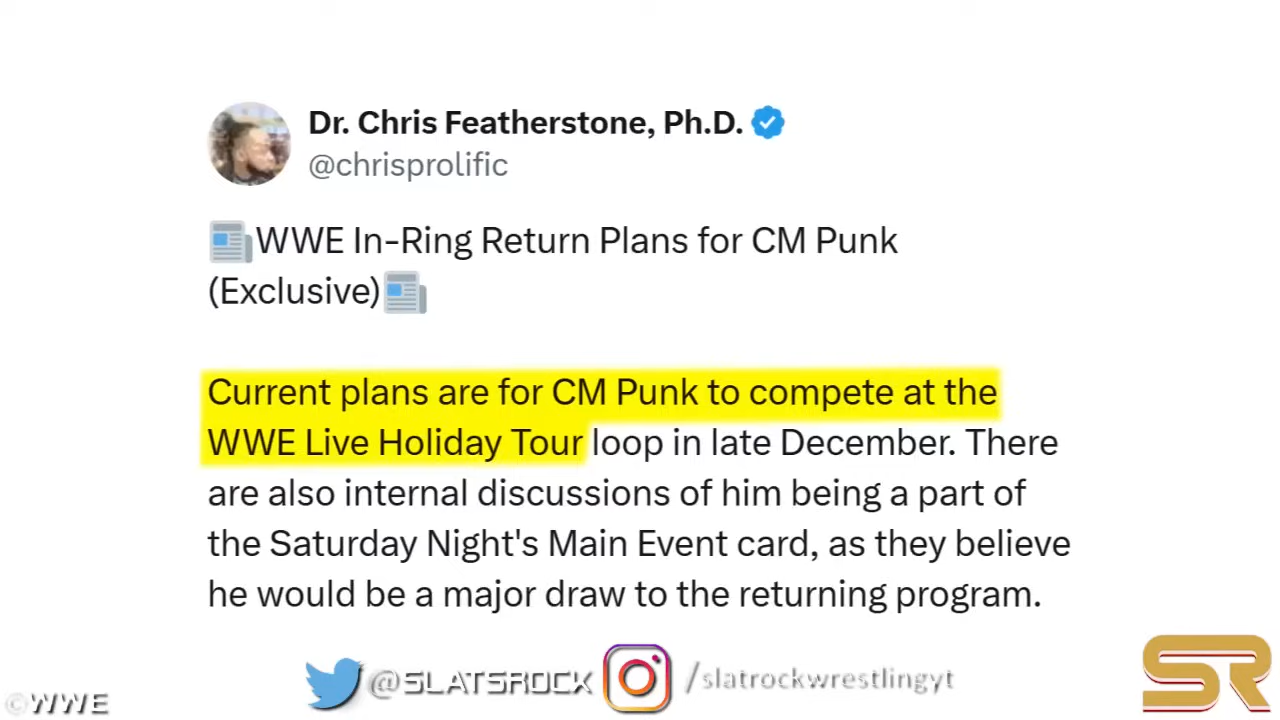 Dr. Chris Featherstone, Ph.D.
@chrisprolific
WWE In-Ring Return Plans for CM Punk
(Exclusive)
Current plans are for CM Punk to compete at the
WWE Live Holiday Tour loop in late December. There
are also internal discussions of him being a part of
the Saturday Night's Main Event card, as they believe
he would be a major draw to the returning program.
@SLATSROCK /slatrockwrestlingyt
SR
©WWE